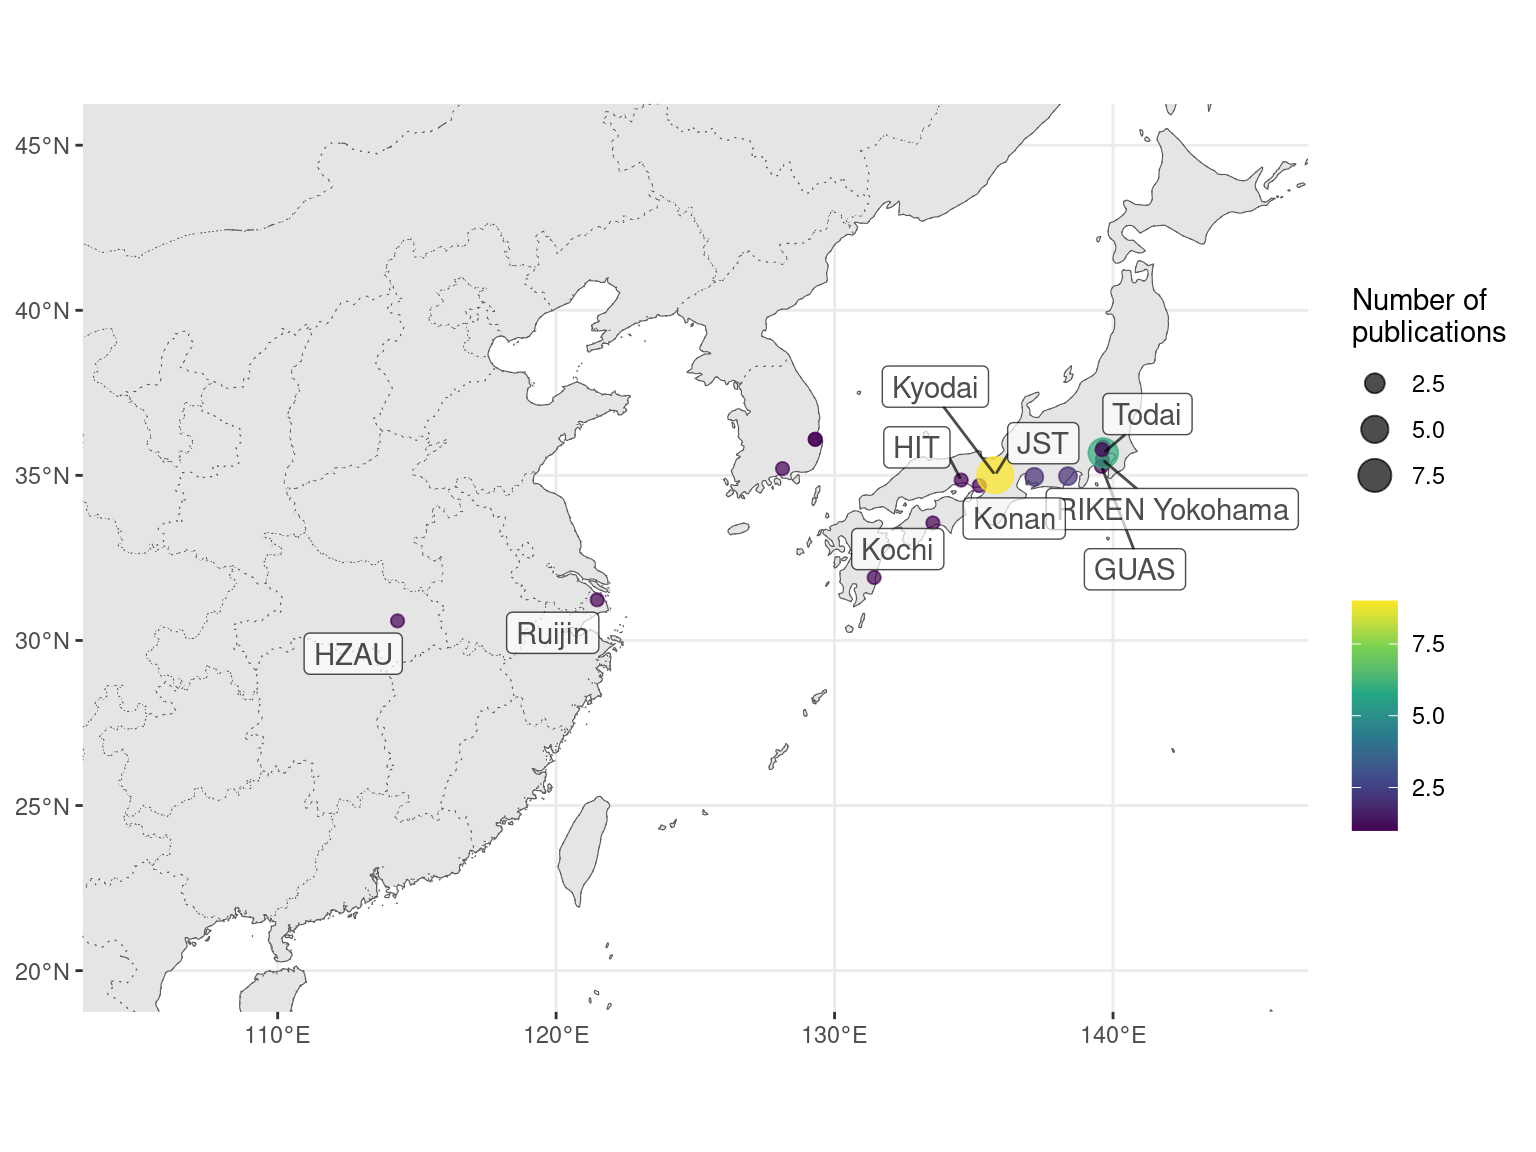 45°N
40°N
35°N
30°N
25°N
20°N
110°E
120°E
130°E
140°E
Kyodai
HIT
JST
Todai
RIKEN Yokohama
Konan
Kochi
GUAS
Ruijin
HZAU
Number of
publications
2.5
5.0
7.5
7.5
5.0
2.5